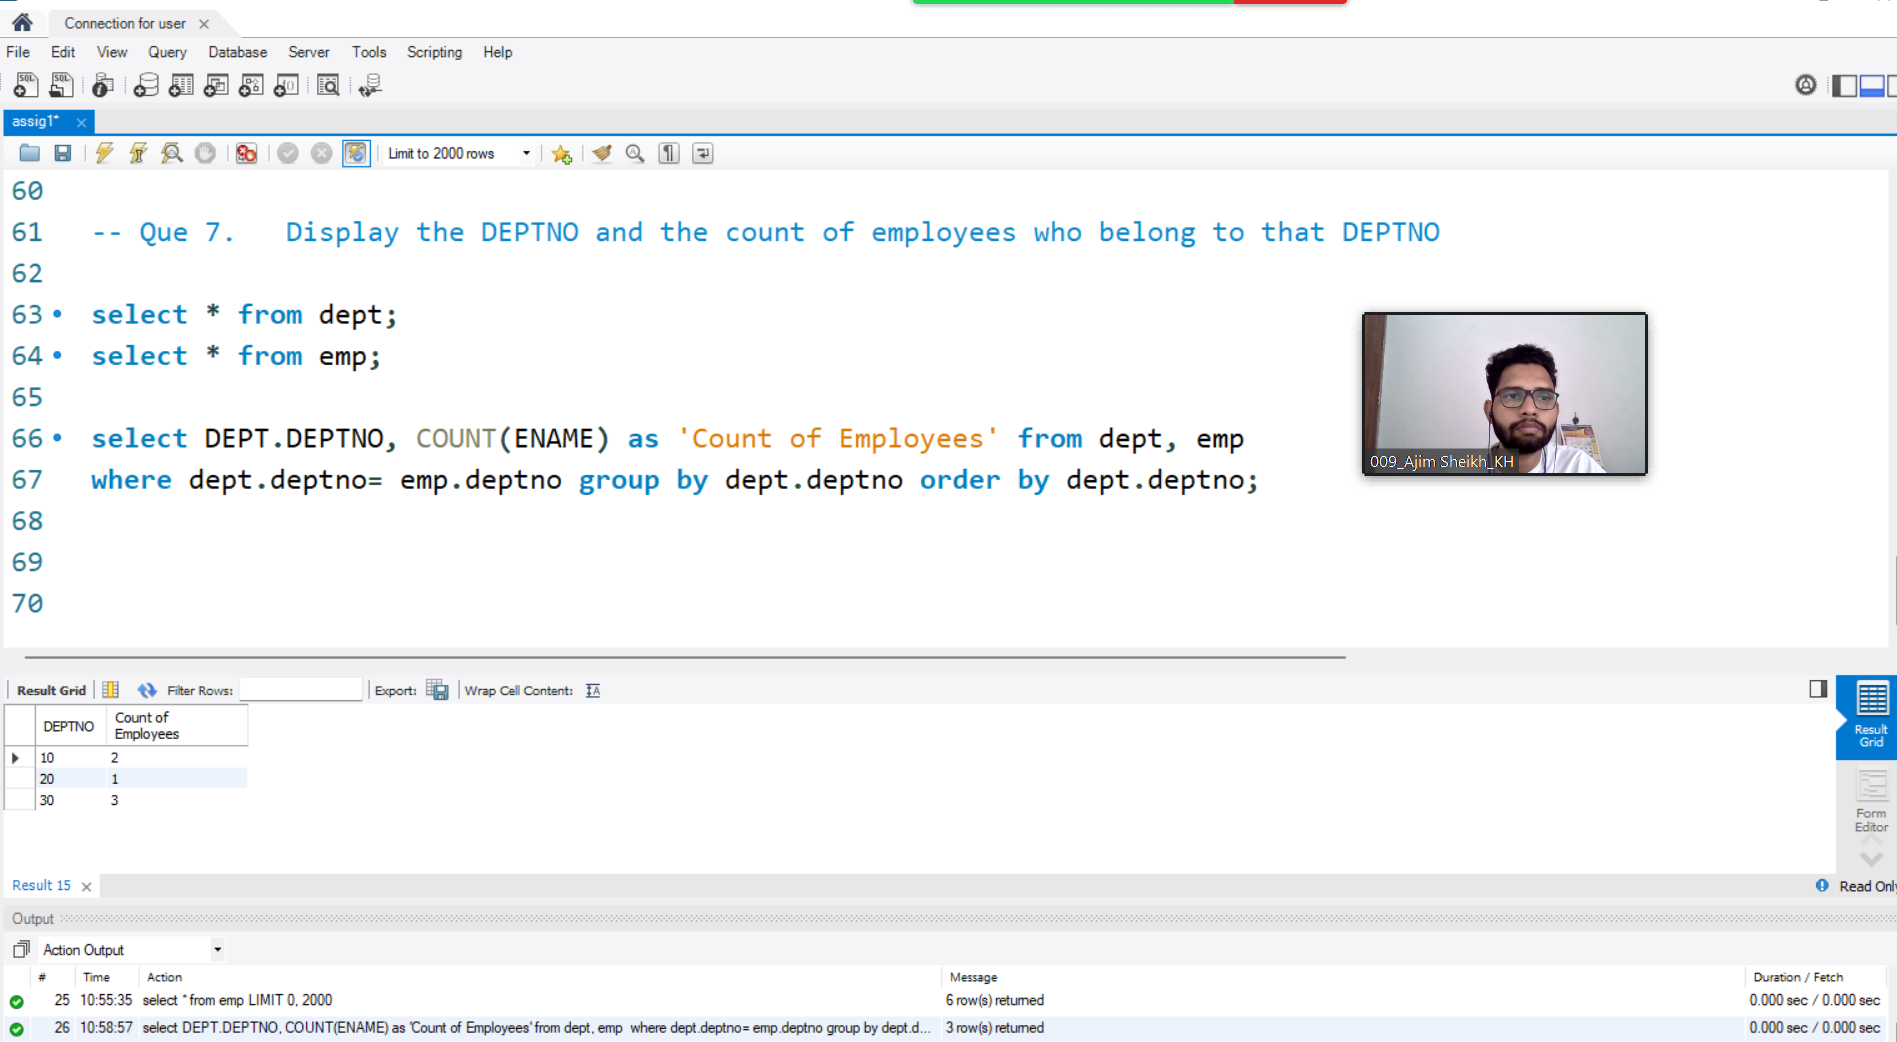 Connection for user
File Edit View Query Database Server Tools Scripting Help
assig1*
Limit to 2000 rows
60
61 -- Que 7. Display the DEPTNO and the count of employees who belong to that DEPTNO
62
63 select * from dept;
64 select * from emp;
65
66 select DEPT.DEPTNO, COUNT(ENAME) as 'Count of Employees' from dept, emp
67 where dept.deptno= emp.deptno group by dept.deptno order by dept.deptno;
68
69
70
009_Ajim Sheikh_KH
Result Grid Filter Rows: Export: Wrap Cell Content:
DEPTNO Count of Employees
10 2
20 1
30 3
Result Grid
Form Editor
Result 15
Read Only
Output
Action Output
# Time Action Message Duration / Fetch
25 10:55:35 select * from emp LIMIT 0, 2000 6 row(s) returned 0.000 sec / 0.000 sec
26 10:58:57 select DEPT.DEPTNO, COUNT(ENAME) as 'Count of Employees' from dept, emp where dept.deptno= emp.deptno group by dept.d... 3 row(s) returned 0.000 sec / 0.000 sec